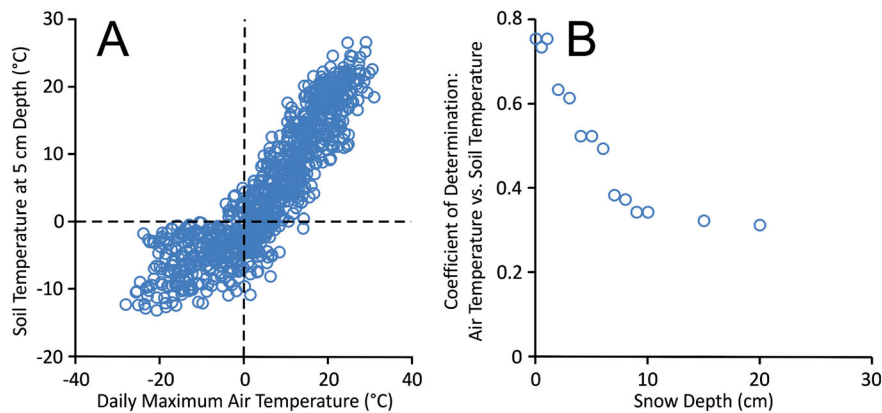 A
30
20
10
0
-10
-20
-40
-20
0
20
40
Soil Temperature at 5 cm Depth (°C)
Daily Maximum Air Temperature (°C)
B
0.8
0.6
0.4
0.2
0
0
10
20
30
Coefficient of Determination:
Air Temperature vs. Soil Temperature
Snow Depth (cm)